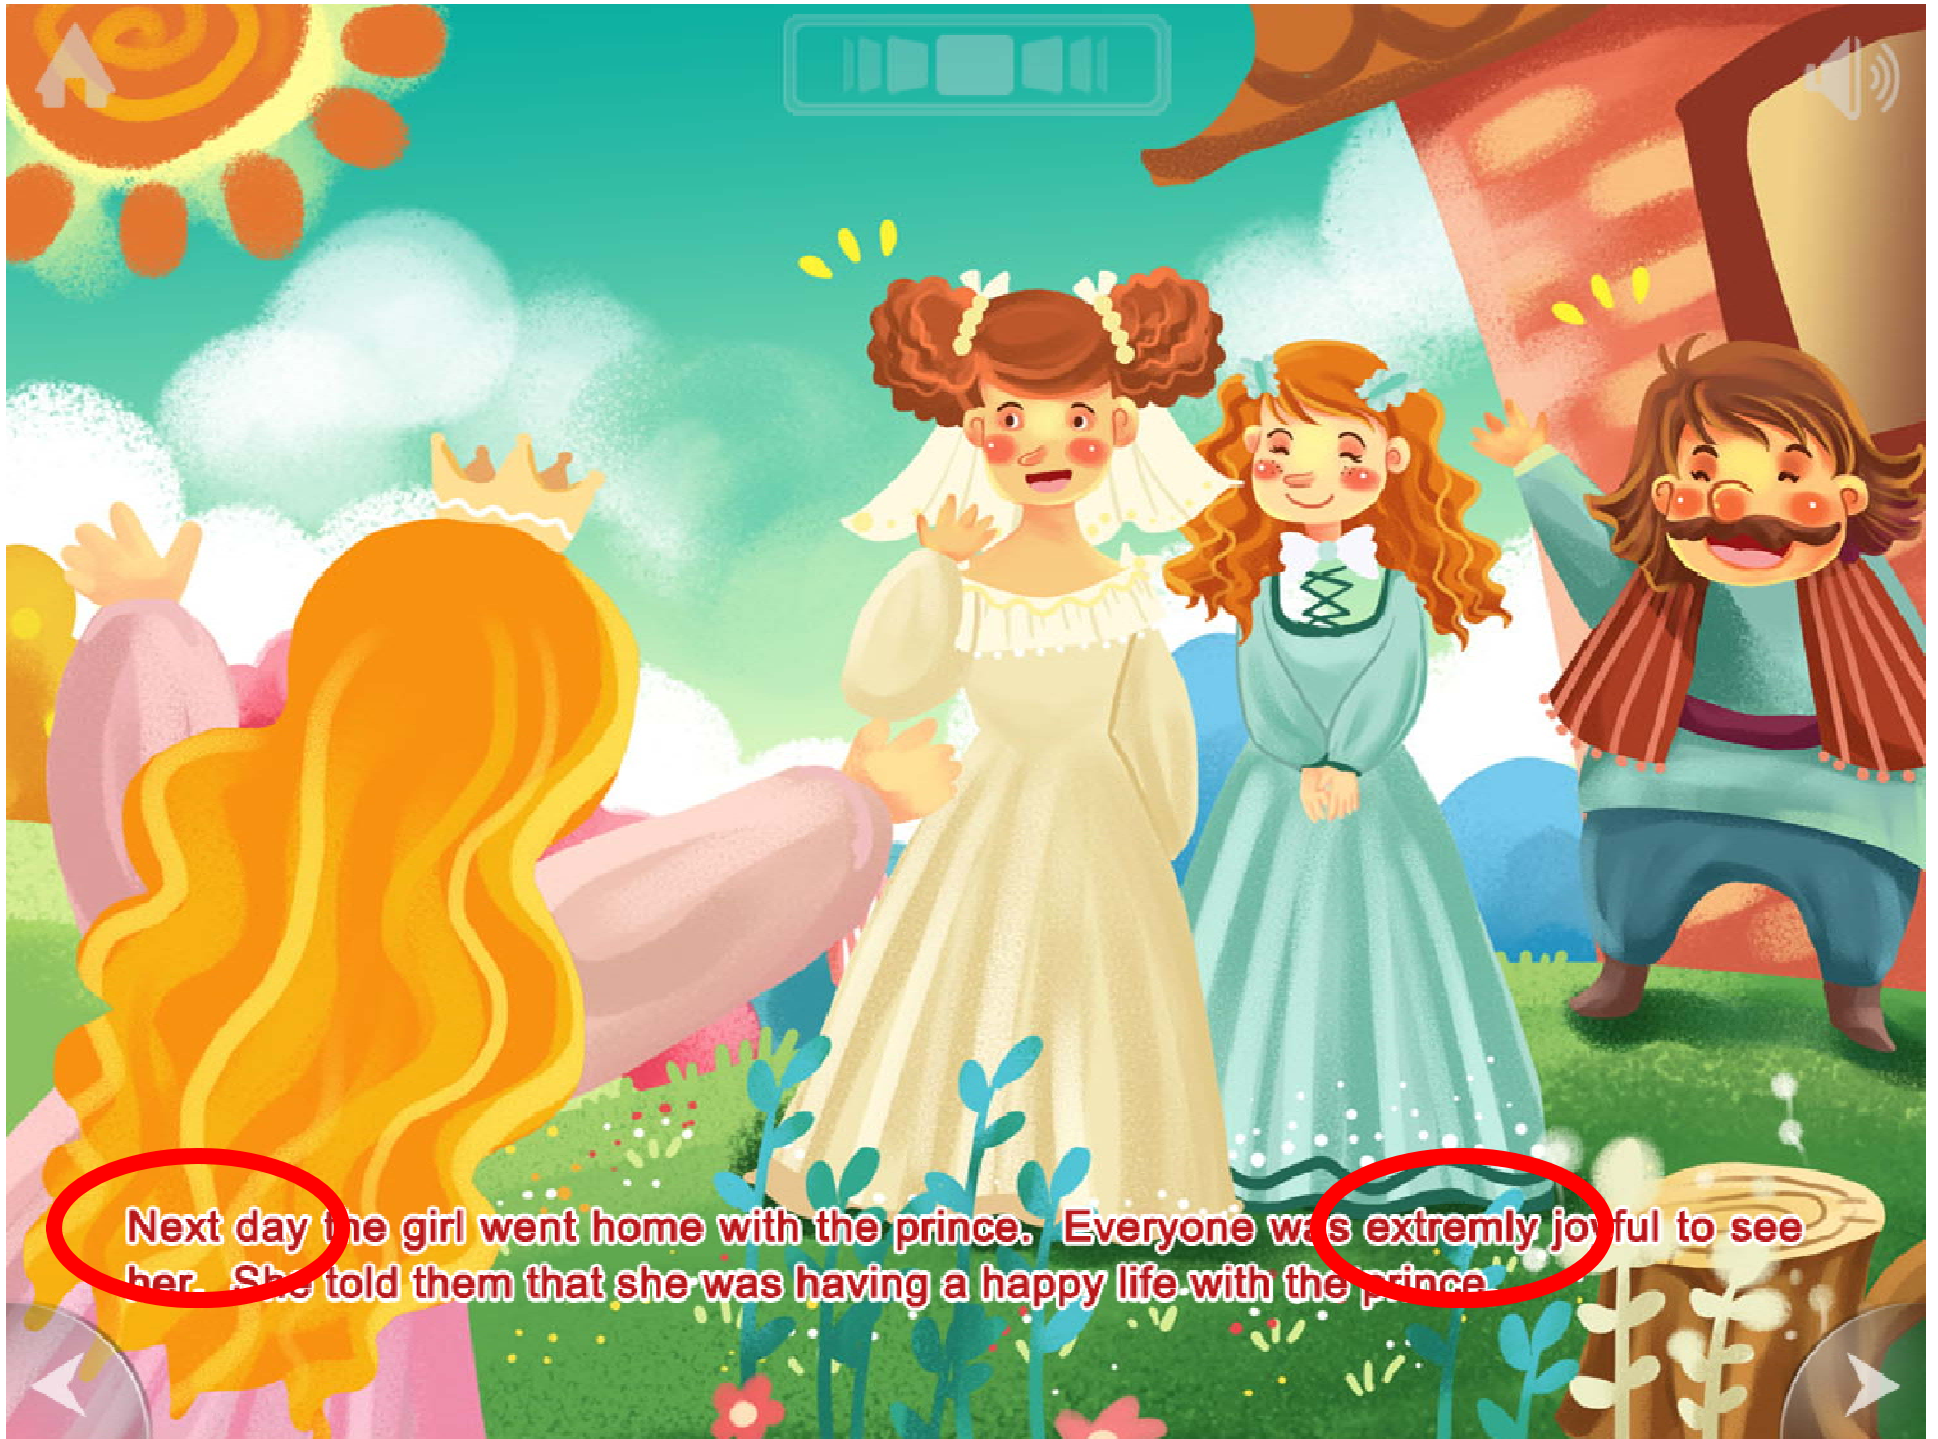 Next day the girl went home with the prince.  Everyone was extremly joyful to see
her.  She told them that she was having a happy life with the prince.